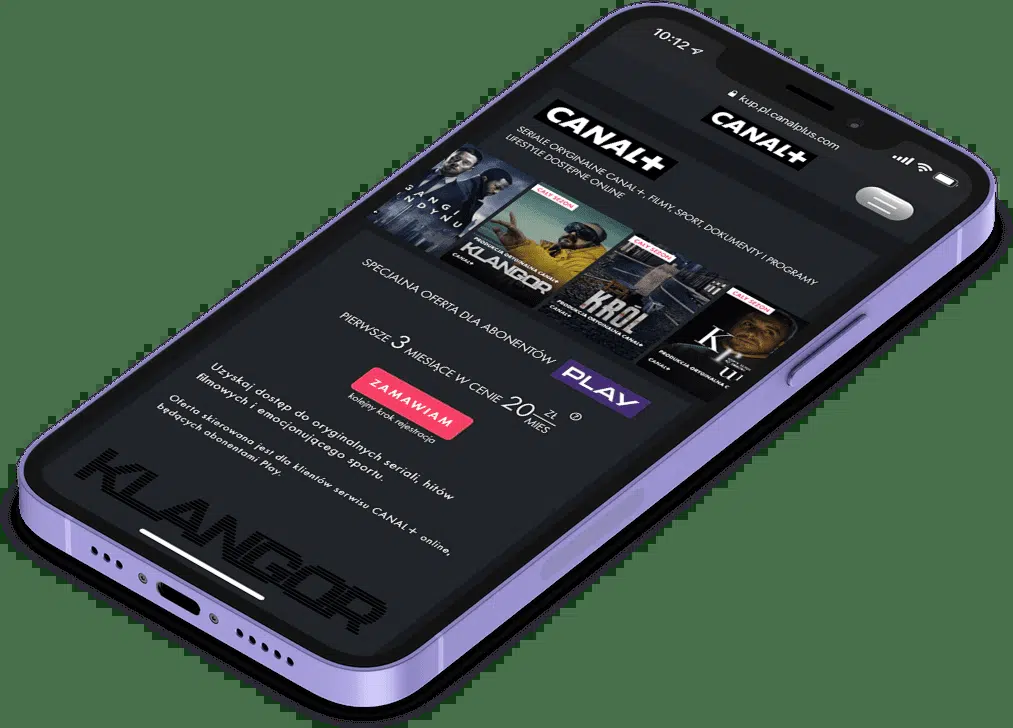 10:12
kup.pl.canalplus.com
CANAL+
CANAL+
SERIALE ORYGINALNE CANAL+, FILMY, SPORT, DOKUMENTY I PROGRAMY
LIFESTYLE DOSTĘPNE ONLINE
CAŁY SEZON
PRODUKCJA ORYGINALNA CANAL+
KLANGOR
CANAL+
CAŁY SEZON
PRODUKCJA ORYGINALNA CANAL+
KRÓL
CANAL+
CAŁY SEZON
PRODUKCJA ORYGINALNA
CANAL+
SPECJALNA OFERTA DLA ABONENTÓW PLAY
PIERWSZE 3 MIESIĄCE W CENIE 20 ZŁ
MIES
?
ZAMAWIAM
kolejny krok rejestracja
Uzyskaj dostęp do oryginalnych seriali, hitów
filmowych i emocjonującego sportu.
Oferta skierowana jest dla klientów serwisu CANAL+ online,
będących abonentami Play.
KLANGOR